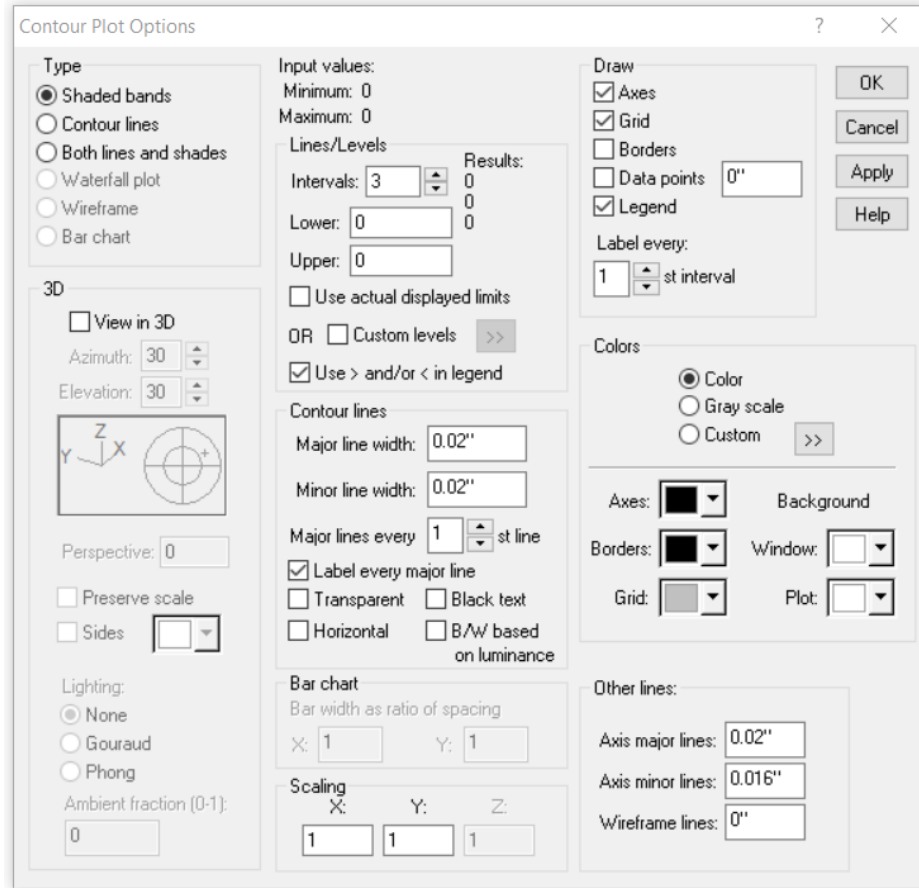 Contour Plot Options ? 
Type
Shaded bands
Contour lines
Both lines and shades
Waterfall plot
Wireframe
Bar chart
3D
View in 3D
Azimuth: 30
Elevation: 30
Z
Y X
Perspective: 0
Preserve scale
Sides
Lighting:
None
Gouraud
Phong
Ambient fraction (0-1):
0
Input values:
Minimum: 0
Maximum: 0
Lines/Levels
Results:
Intervals: 3 0
0
Lower: 0 0
Upper: 0
Use actual displayed limits
OR Custom levels >>
Use > and/or < in legend
Contour lines
Major line width: 0.02"
Minor line width: 0.02"
Major lines every 1 st line
Label every major line
Transparent Black text
Horizontal B/W based
on luminance
Bar chart
Bar width as ratio of spacing
X: 1 Y: 1
Scaling
X: Y: Z:
1 1 1
Draw
Axes
Grid
Borders
Data points 0"
Legend
Label every:
1 st interval
OK
Cancel
Apply
Help
Colors
Color
Gray scale
Custom >>
Axes: Background
Borders: Window:
Grid: Plot:
Other lines:
Axis major lines: 0.02"
Axis minor lines: 0.016"
Wireframe lines: 0"